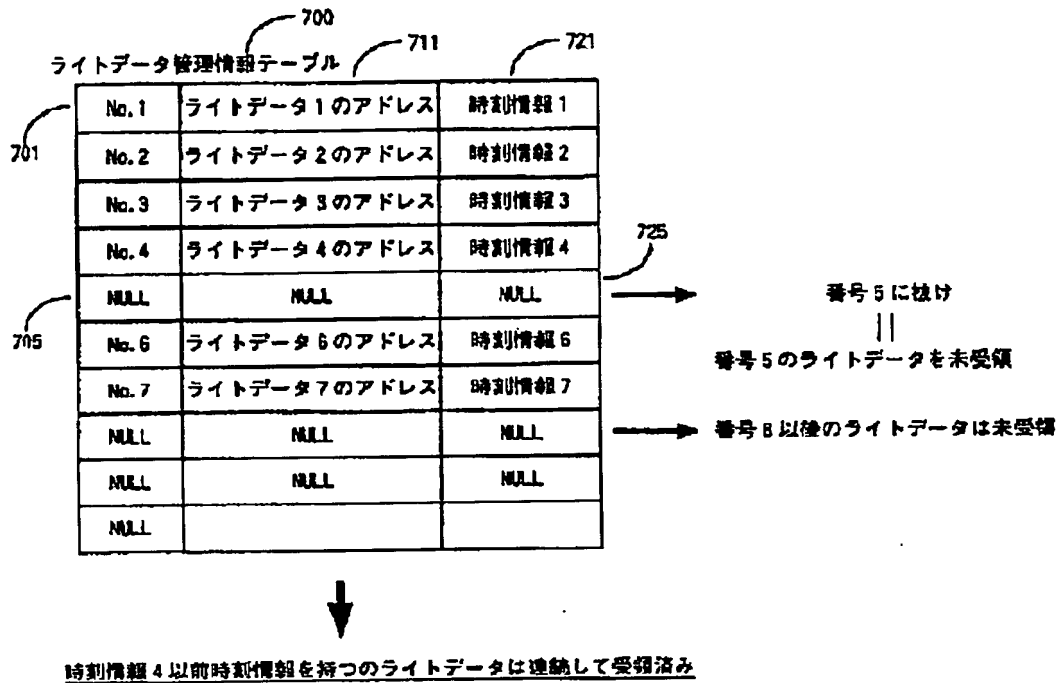 700
711
721
ライトデータ管理情報テーブル
701
No.1 ライトデータ1のアドレス 時刻情報1
No.2 ライトデータ2のアドレス 時刻情報2
No.3 ライトデータ3のアドレス 時刻情報3
No.4 ライトデータ4のアドレス 時刻情報4
725
705
NULL NULL NULL
番号5に抜け
||
番号5のライトデータを未受領
No.6 ライトデータ6のアドレス 時刻情報6
No.7 ライトデータ7のアドレス 時刻情報7
NULL NULL NULL
番号8以後のライトデータは未受領
NULL NULL NULL
NULL
時刻情報4以前時刻情報を持つのライトデータは連続して受領済み